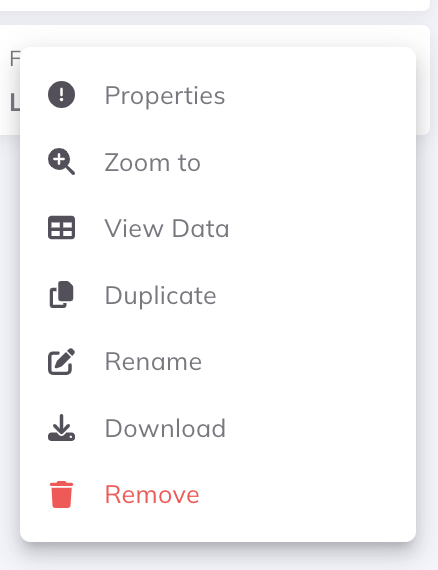 Properties
Zoom to
View Data
Duplicate
Rename
Download
Remove